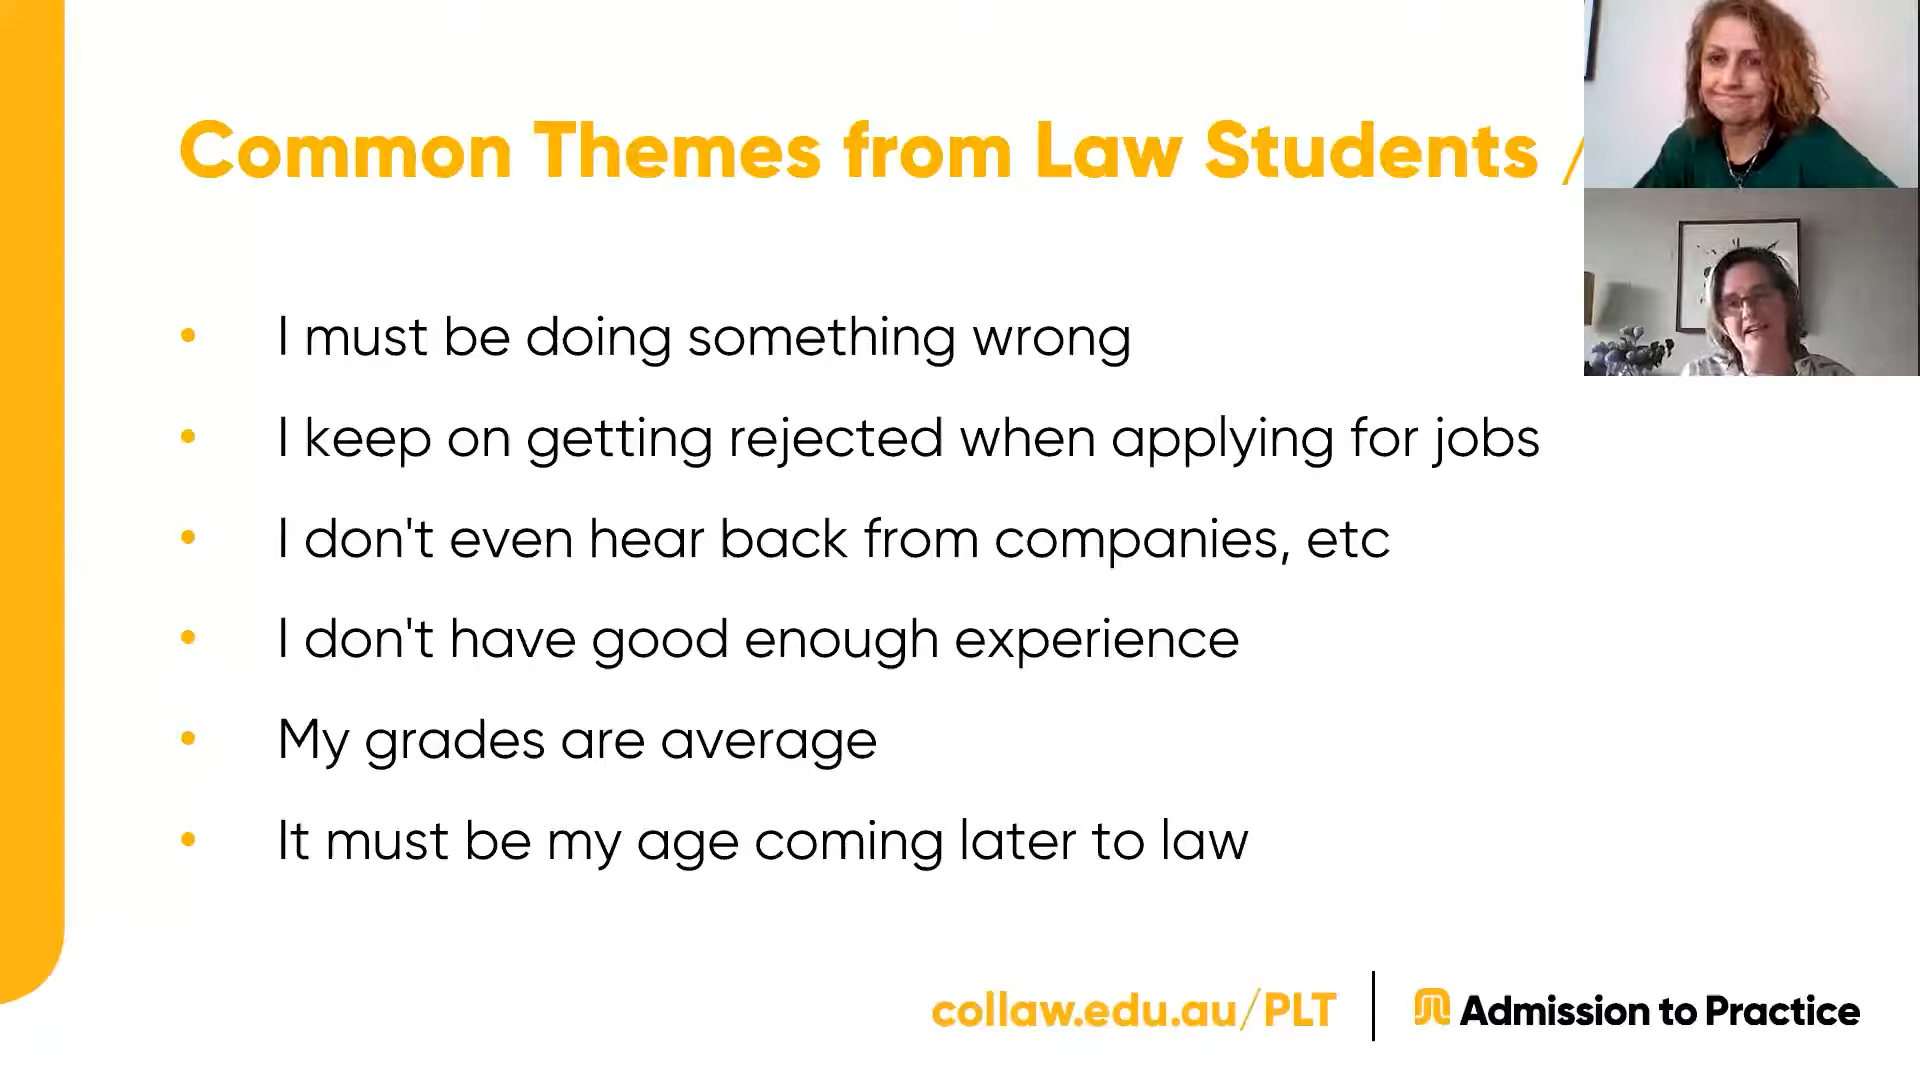 Common Themes from Law Students /
• I must be doing something wrong
• I keep on getting rejected when applying for jobs
• I don't even hear back from companies, etc
• I don't have good enough experience
• My grades are average
• It must be my age coming later to law
collaw.edu.au/PLT | Admission to Practice